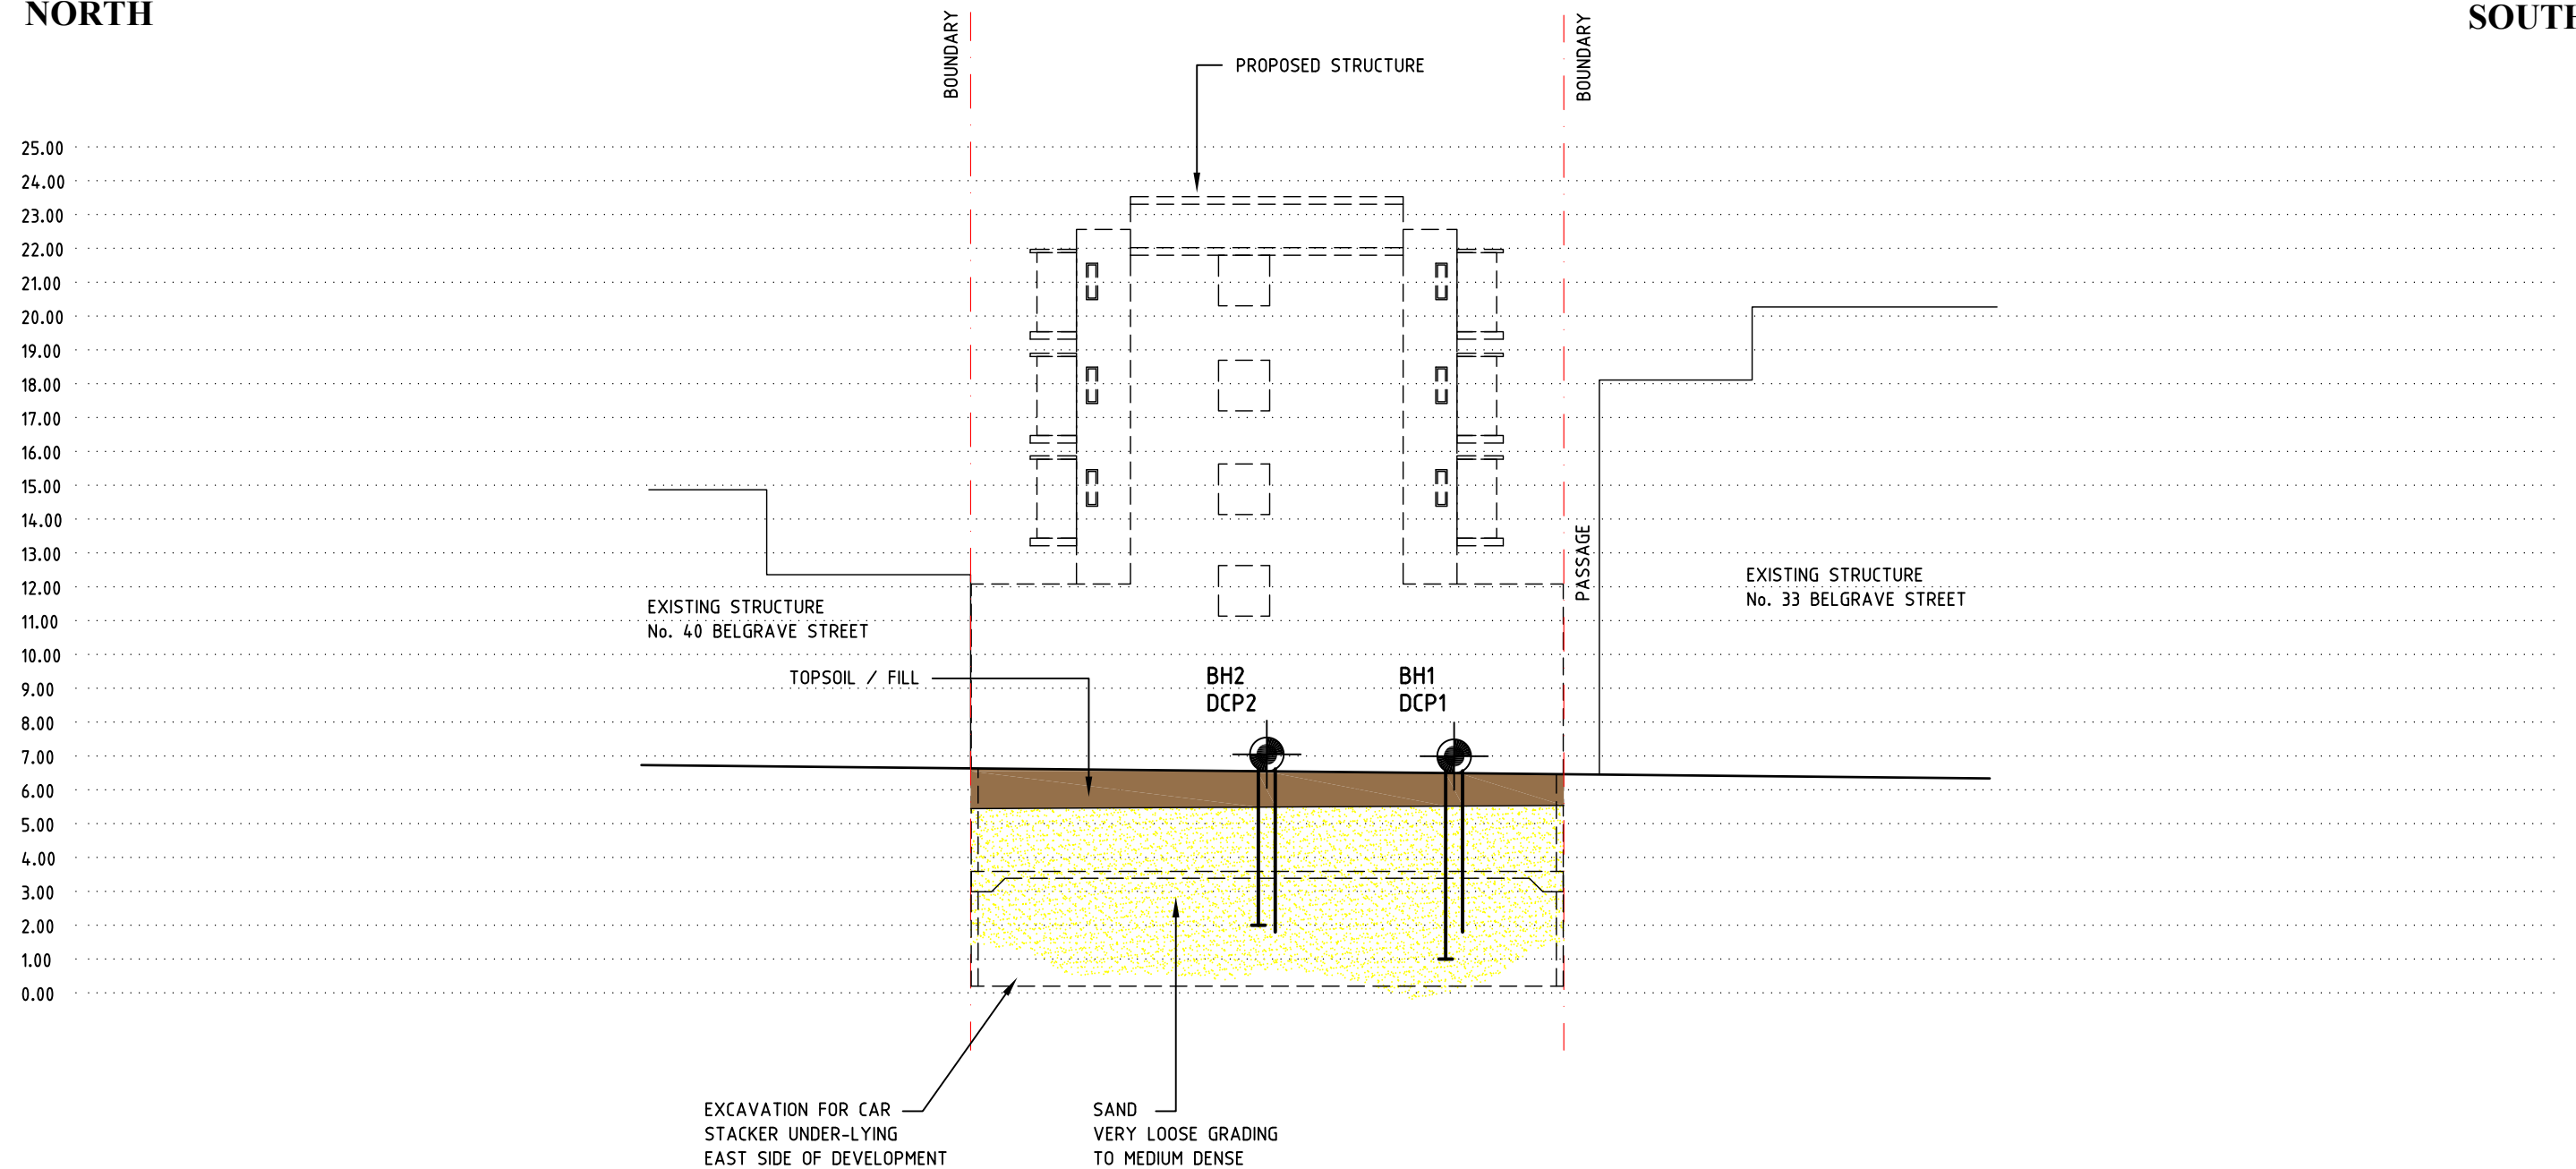 NORTH
SOUTH
BOUNDARY
BOUNDARY
PROPOSED STRUCTURE
25.00
24.00
23.00
22.00
21.00
20.00
19.00
18.00
17.00
16.00
15.00
14.00
13.00
12.00
11.00
10.00
9.00
8.00
7.00
6.00
5.00
4.00
3.00
2.00
1.00
0.00
PASSAGE
EXISTING STRUCTURE
No. 40 BELGRAVE STREET
EXISTING STRUCTURE
No. 33 BELGRAVE STREET
TOPSOIL / FILL
BH2
DCP2
BH1
DCP1
EXCAVATION FOR CAR
STACKER UNDER-LYING
EAST SIDE OF DEVELOPMENT
SAND
VERY LOOSE GRADING
TO MEDIUM DENSE